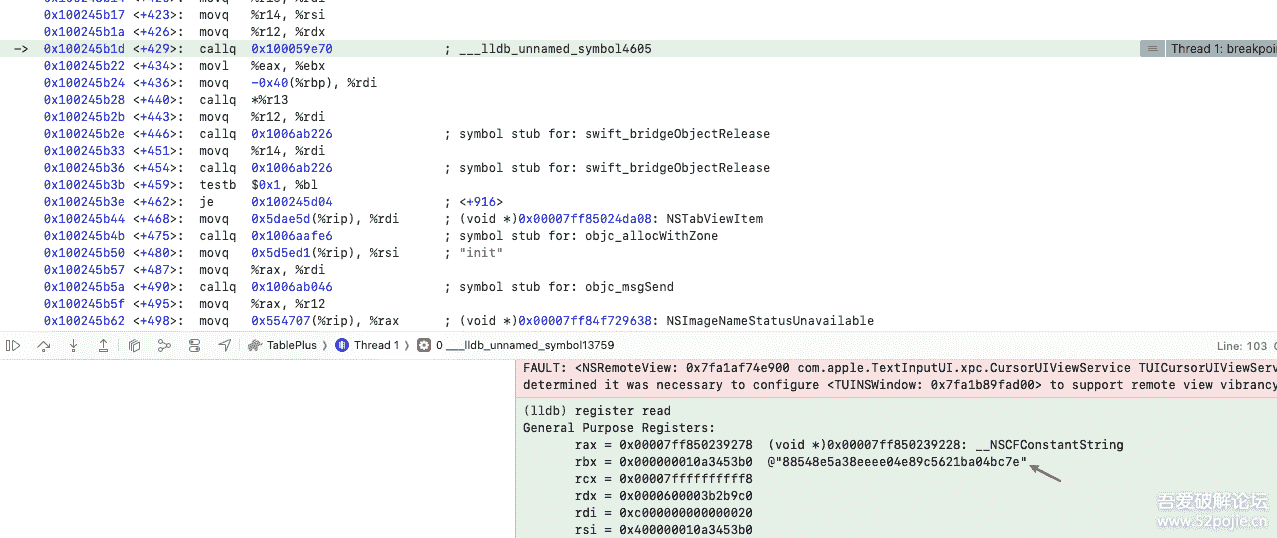 0x100245b17 <+423>: movq %r14, %rsi
0x100245b1a <+426>: movq %r12, %rdx
-> 0x100245b1d <+429>: callq 0x100059e70 ; ___lldb_unnamed_symbol4605
Thread 1: breakpoin
0x100245b22 <+434>: movl %eax, %ebx
0x100245b24 <+436>: movq -0x40(%rbp), %rdi
0x100245b28 <+440>: callq *%r13
0x100245b2b <+443>: movq %r12, %rdi
0x100245b2e <+446>: callq 0x1006ab226 ; symbol stub for: swift_bridgeObjectRelease
0x100245b33 <+451>: movq %r14, %rdi
0x100245b36 <+454>: callq 0x1006ab226 ; symbol stub for: swift_bridgeObjectRelease
0x100245b3b <+459>: testb $0x1, %bl
0x100245b3e <+462>: je 0x100245d04 ; <+916>
0x100245b44 <+468>: movq 0x5dae5d(%rip), %rdi ; (void *)0x00007ff85024da08: NSTabViewItem
0x100245b4b <+475>: callq 0x1006aafe6 ; symbol stub for: objc_allocWithZone
0x100245b50 <+480>: movq 0x5d5ed1(%rip), %rsi ; "init"
0x100245b57 <+487>: movq %rax, %rdi
0x100245b5a <+490>: callq 0x1006ab046 ; symbol stub for: objc_msgSend
0x100245b5f <+495>: movq %rax, %r12
0x100245b62 <+498>: movq 0x554707(%rip), %rax ; (void *)0x00007ff84f729638: NSImageNameStatusUnavailable
TablePlus 〉 Thread 1 〉 0 ___lldb_unnamed_symbol13759
Line: 103
FAULT: <NSRemoteView: 0x7fa1af74e900 com.apple.TextInputUI.xpc.CursorUIViewService TUICursorUIViewServ
determined it was necessary to configure <TUINSWindow: 0x7fa1b89fad00> to support remote view vibrancy
(lldb) register read
General Purpose Registers:
rax = 0x00007ff850239278 (void *)0x00007ff850239228: __NSCFConstantString
rbx = 0x000000010a3453b0 @"88548e5a38eeee04e89c5621ba04bc7e"
rcx = 0x00007ffffffffff8
rdx = 0x0000600003b2b9c0
rdi = 0xc000000000000020
rsi = 0x400000010a3453b0
吾爱破解论坛
www.52pojie.cn